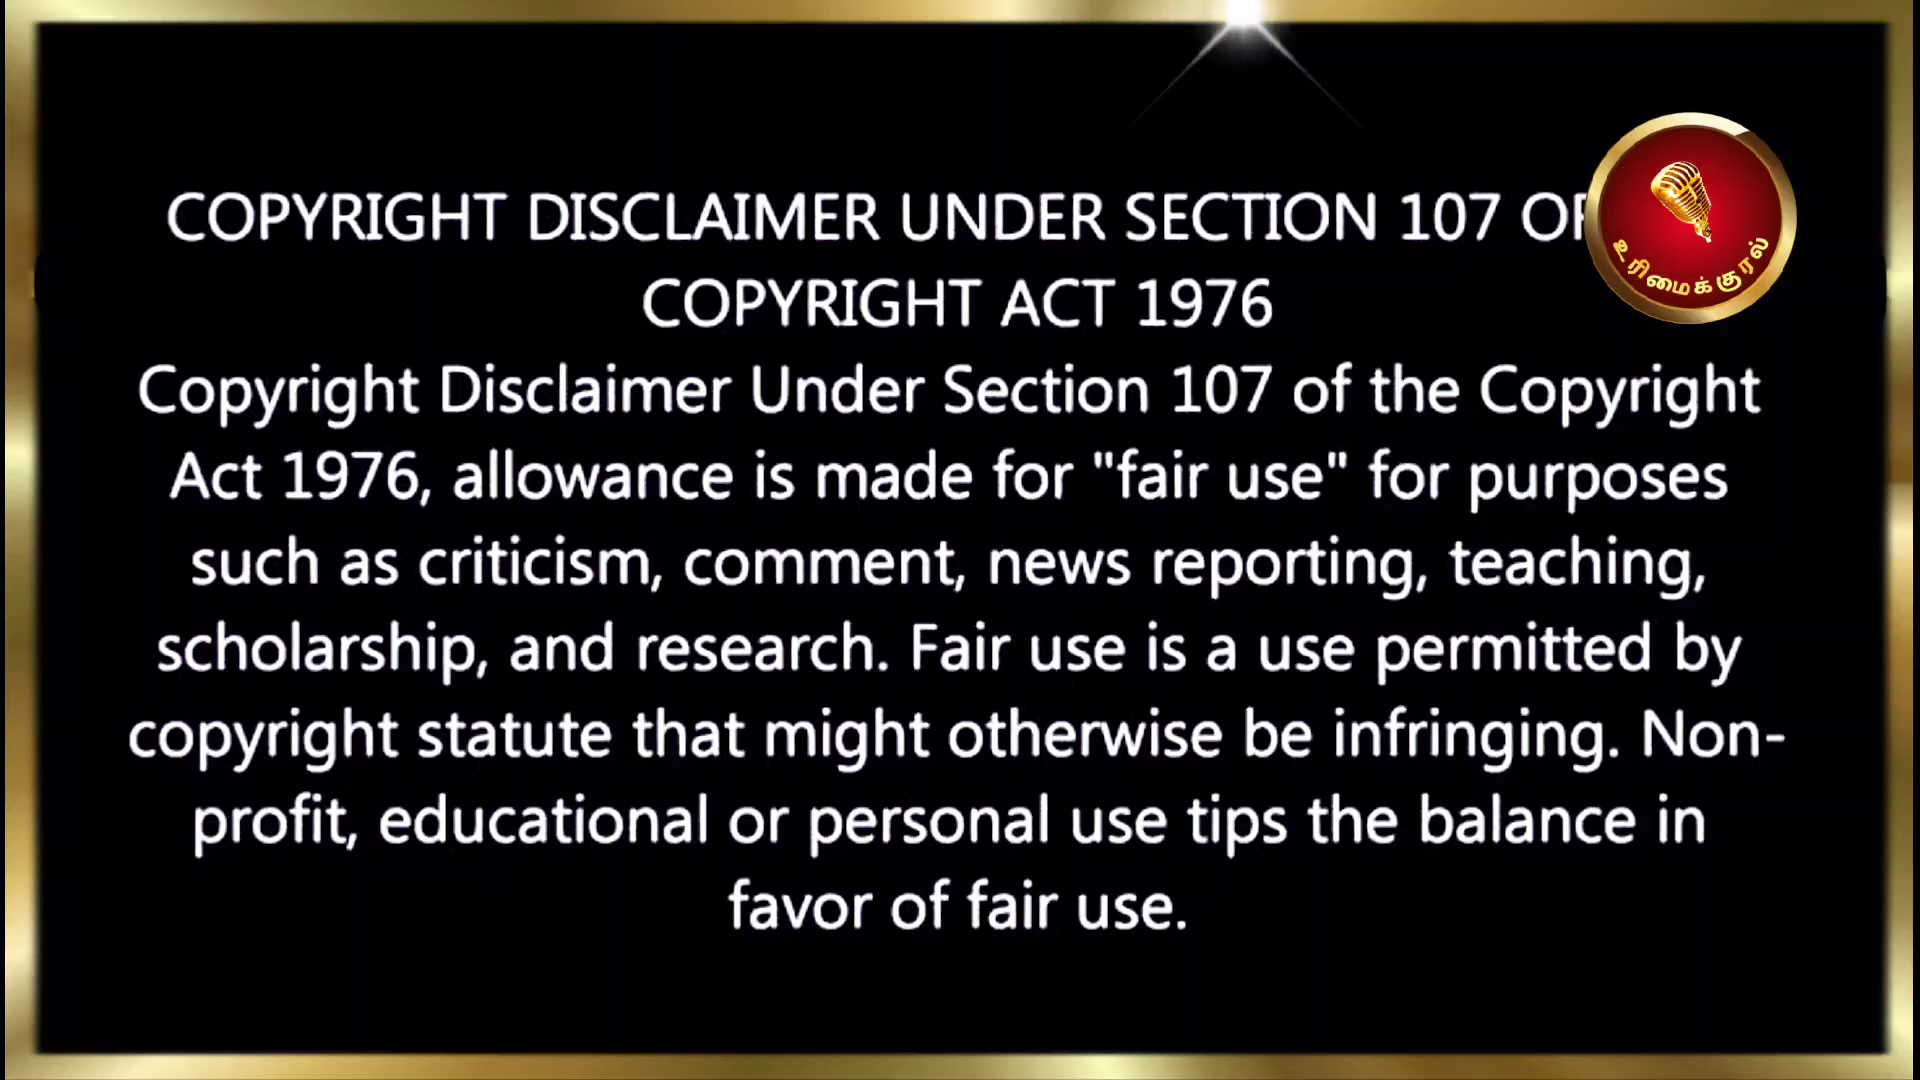 COPYRIGHT DISCLAIMER UNDER SECTION 107 OF
COPYRIGHT ACT 1976
Copyright Disclaimer Under Section 107 of the Copyright
Act 1976, allowance is made for "fair use" for purposes
such as criticism, comment, news reporting, teaching,
scholarship, and research. Fair use is a use permitted by
copyright statute that might otherwise be infringing. Non-
profit, educational or personal use tips the balance in
favor of fair use.
உரிமைக்குரல்